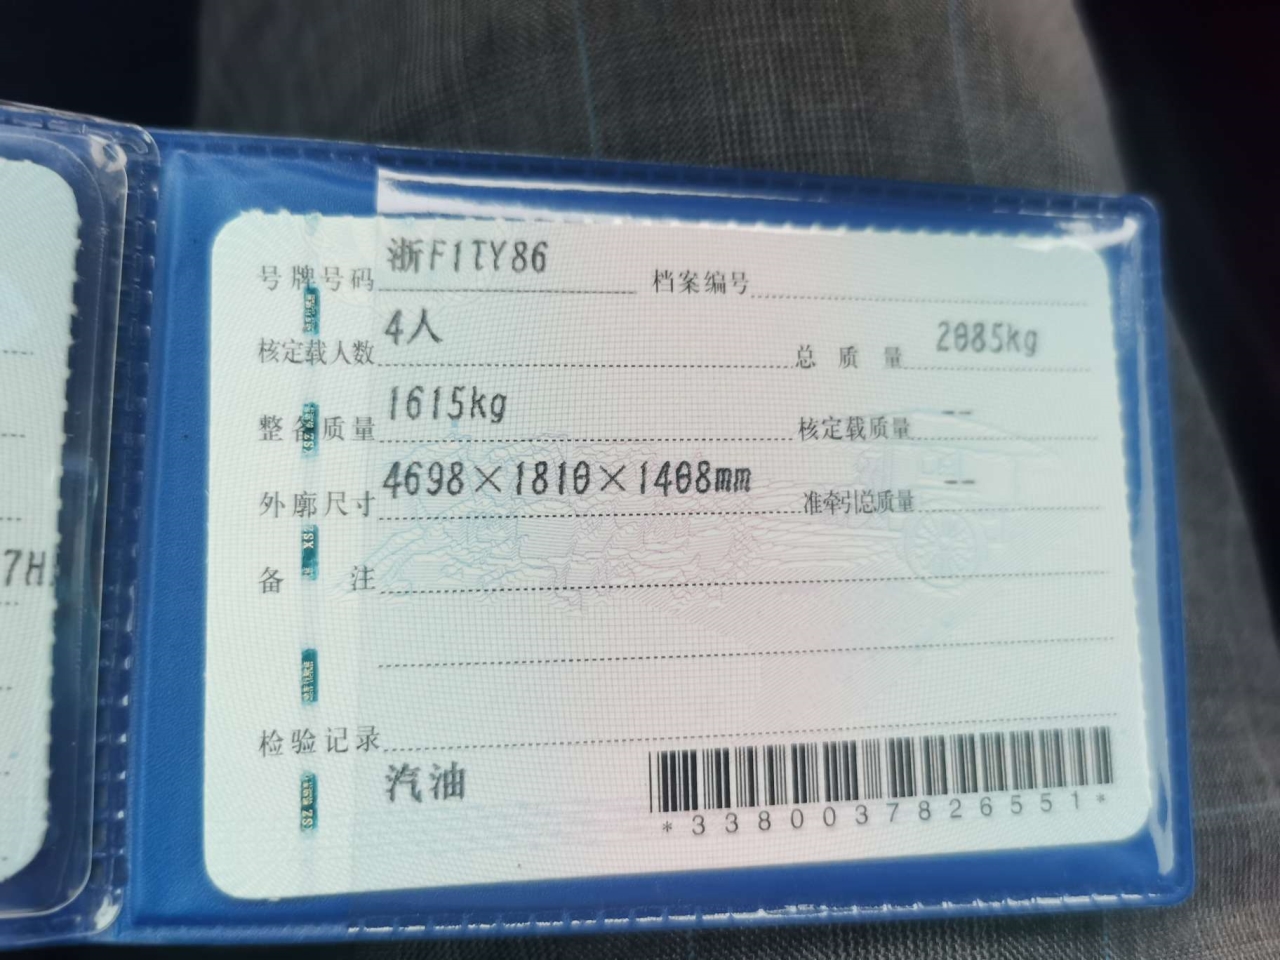 号牌号码 浙F1TY86 档案编号
核定载人数 4人 总质量 2085kg
整备质量 1615kg 核定载质量 --
外廓尺寸 4698×1810×1408mm 准牵引总质量 --
备注
检验记录
汽油
*3380037826551*
7H